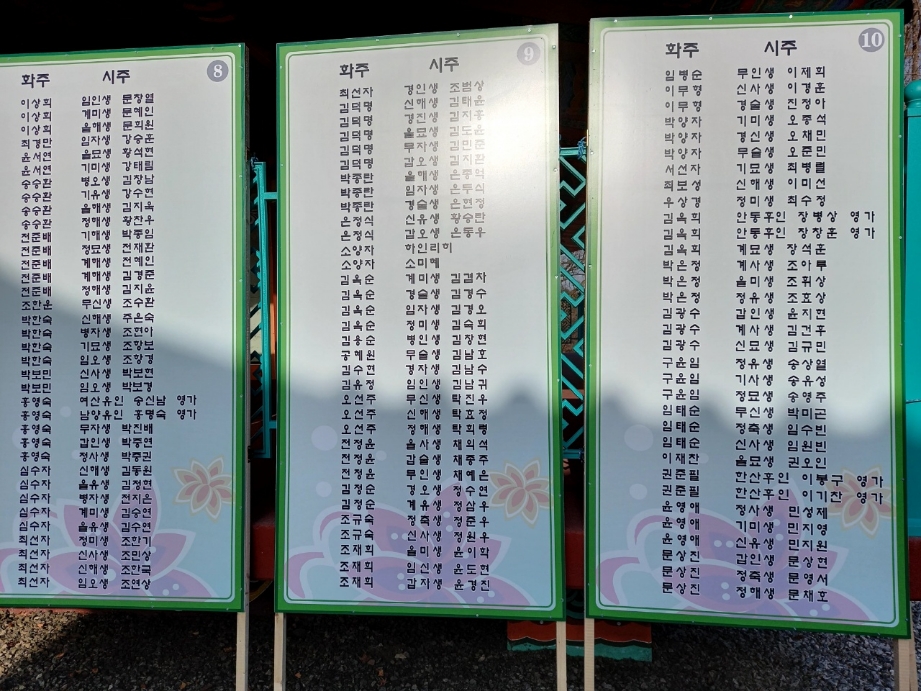 8
화주 시주
이상희 임인생 문창열
이상희 계미생 문예인
이상희 을해생 문희원
최경만 임자생 강승훈
윤서연 을묘생 황석현
윤서연 기미생 강태림
송승환 병오생 김창남
송승환 기유생 강수현
송승환 을해생 김지옥
송승환 정해생 황찬우
전준배 기해생 박종임
전준배 정묘생 전재환
전준배 계해생 전혜인
전준배 계해생 김경준
전준배 정해생 김지윤
조한운 무신생 조수환
박한숙 신해생 주은숙
박한숙 병자생 조현아
박한숙 기묘생 조항보
박한숙 임오생 조항경
박보민 신사생 박보현
박보민 임오생 박보경
홍영숙 여산유인 송신남 영가
홍영숙 남양유인 홍명숙 영가
홍영숙 무자생 박진배
홍영숙 갑인생 박종연
홍영숙 정사생 박종권
심수자 신해생 김동원
심수자 을유생 김정현
심수자 병자생 전지은
심수자 계미생 김승현
심수자 을유생 김수연
최선자 정미생 조한기
최선자 신사생 조민상
최선자 신해생 조안국
최선자 임오생 조연상
9
화주 시주
최선자 경인생 조범상
김덕명 신해생 김태윤
김덕명 경진생 김지홍
김덕명 을묘생 김도윤
김덕명 무자생 김민준
김덕명 갑오생 김지환
박종란 을해생 은종덕
박종란 임자생 은두식
박종란 경술생 은현정
은정식 신유생 황승란
은정식 갑오생 은동우
소양자 하인리히
소양자 소미혜
김옥순 계미생 김점자
김옥순 경술생 김경수
김옥순 임자생 김경오
김옥순 정미생 김숙희
김용순 병인생 김장현
공혜원 무술생 김남호
김수현 경자생 김남수
김유정 임인생 김남귀
오선주 무신생 탁진우
오선주 신해생 탁효정
오선주 정해생 탁희병
전정윤 을사생 채의석
전정윤 갑술생 채종주
전정윤 무인생 채예은
김정순 경오생 정수연
김정순 계유생 정삼우
조규숙 정축생 정준우
조규숙 신사생 정원우
조재희 을미생 윤이학
조재희 임신생 윤도현
조재희 갑자생 윤경진
10
화주 시주
임병순 무인생 이제희
이무형 신사생 이경훈
이무형 경술생 진정아
박양자 기미생 오종석
박양자 경신생 오채민
박양자 무술생 오준민
서선자 기묘생 최병렬
최보성 신해생 이미선
우상경 정미생 최수정
김옥희 안동후인 장병상 영가
김옥희 안동후인 장창훈 영가
김옥희 계묘생 장석훈
박은정 계사생 조아루
박은정 을미생 조휘상
박은정 정유생 조효상
김광수 갑인생 윤지현
김광수 계사생 김건후
김광수 신묘생 김규민
구윤임 정유생 송상열
구윤임 기사생 송유성
구윤임 정묘생 송영주
임태순 무신생 박미곤
임태순 정축생 임수빈
임태순 신사생 임원빈
이재찬 을묘생 권오인
권준필 한산후인 이봉구 영가
권준필 한산후인 이기찬 영가
윤영애 정사생 민성제
윤영애 기미생 민지영
윤영애 신유생 민지원
문상진 갑인생 문상현
문상진 정축생 문영서
문상진 정해생 문채호